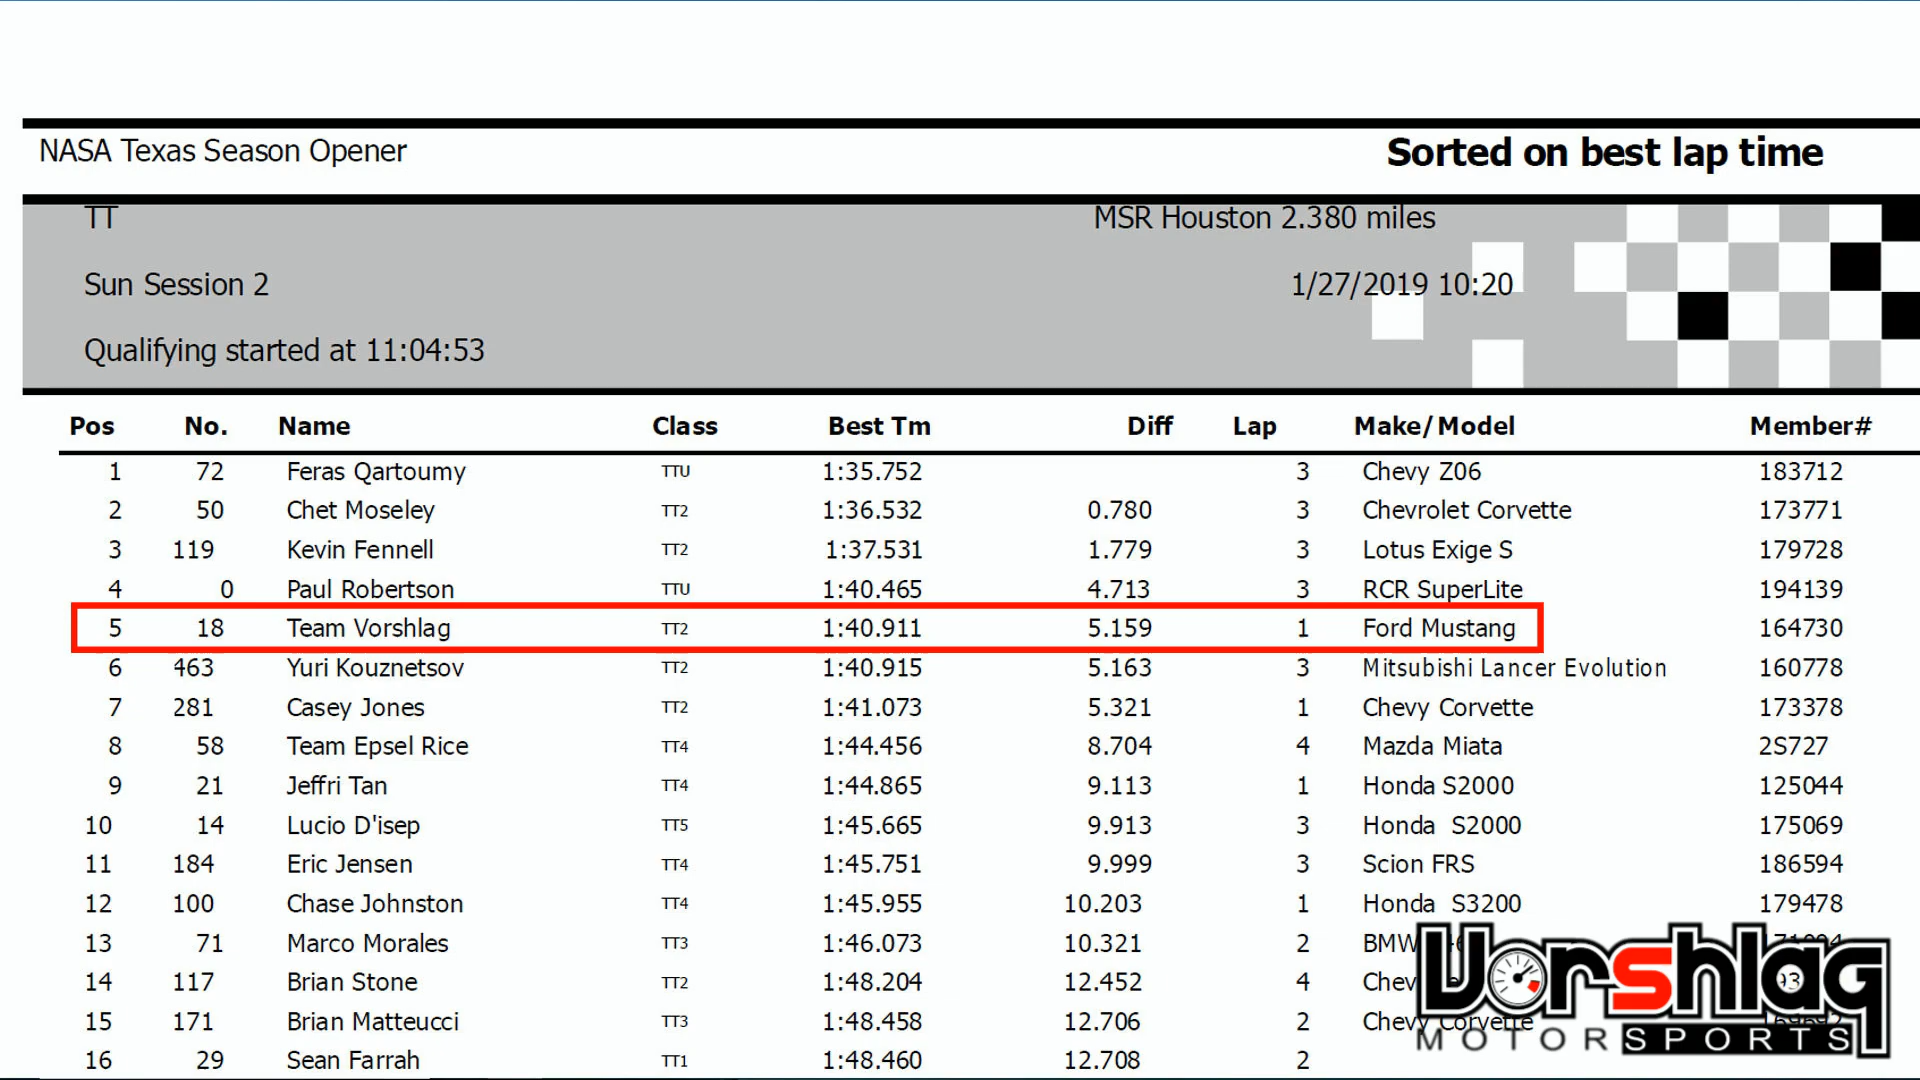 NASA Texas Season Opener Sorted on best lap time
TT MSR Houston 2.380 miles
Sun Session 2 1/27/2019 10:20
Qualifying started at 11:04:53
Pos No. Name Class Best Tm Diff Lap Make/Model Member#
1 72 Feras Qartoumy TTU 1:35.752 3 Chevy Z06 183712
2 50 Chet Moseley TT2 1:36.532 0.780 3 Chevrolet Corvette 173771
3 119 Kevin Fennell TT2 1:37.531 1.779 3 Lotus Exige S 179728
4 0 Paul Robertson TTU 1:40.465 4.713 3 RCR SuperLite 194139
5 18 Team Vorshlag TT2 1:40.911 5.159 1 Ford Mustang 164730
6 463 Yuri Kouznetsov TT2 1:40.915 5.163 3 Mitsubishi Lancer Evolution 160778
7 281 Casey Jones TT2 1:41.073 5.321 1 Chevy Corvette 173378
8 58 Team Epsel Rice TT4 1:44.456 8.704 4 Mazda Miata 2S727
9 21 Jeffri Tan TT4 1:44.865 9.113 1 Honda S2000 125044
10 14 Lucio D'isep TT5 1:45.665 9.913 3 Honda S2000 175069
11 184 Eric Jensen TT4 1:45.751 9.999 3 Scion FRS 186594
12 100 Chase Johnston TT4 1:45.955 10.203 1 Honda S3200 179478
13 71 Marco Morales TT3 1:46.073 10.321 2 BMW
14 117 Brian Stone TT2 1:48.204 12.452 4
15 171 Brian Matteucci TT3 1:48.458 12.706 2 Chevy Corvette
16 29 Sean Farrah TT1 1:48.460 12.708 2
Vorshlag
MOTORSPORTS